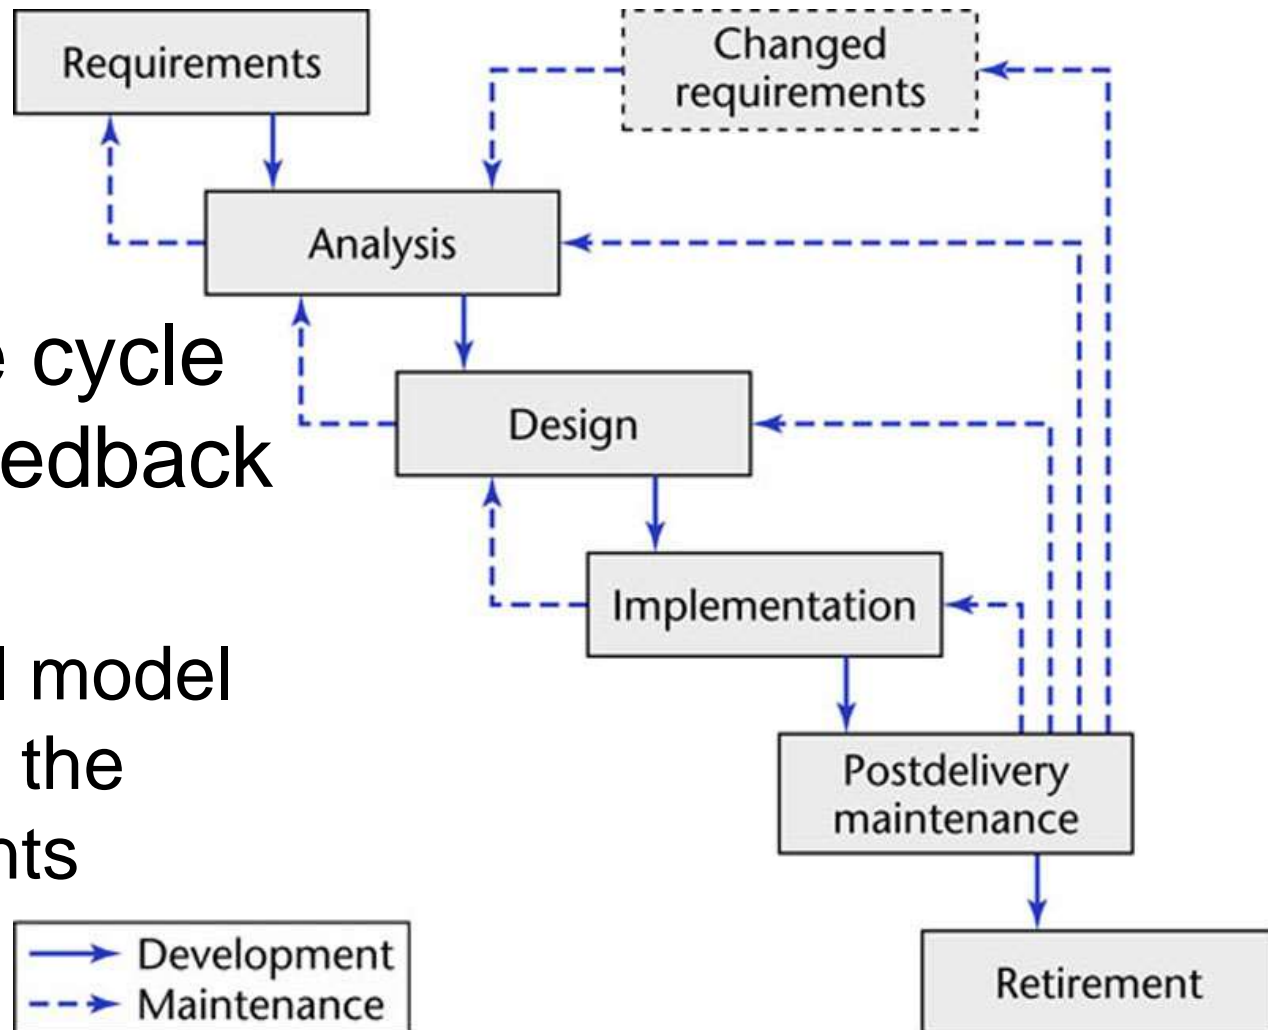 Requirements
Changed
requirements
Analysis
cycle
Design
edback
Implementation
model
the
nts
Postdelivery
maintenance
Development
Maintenance
Retirement